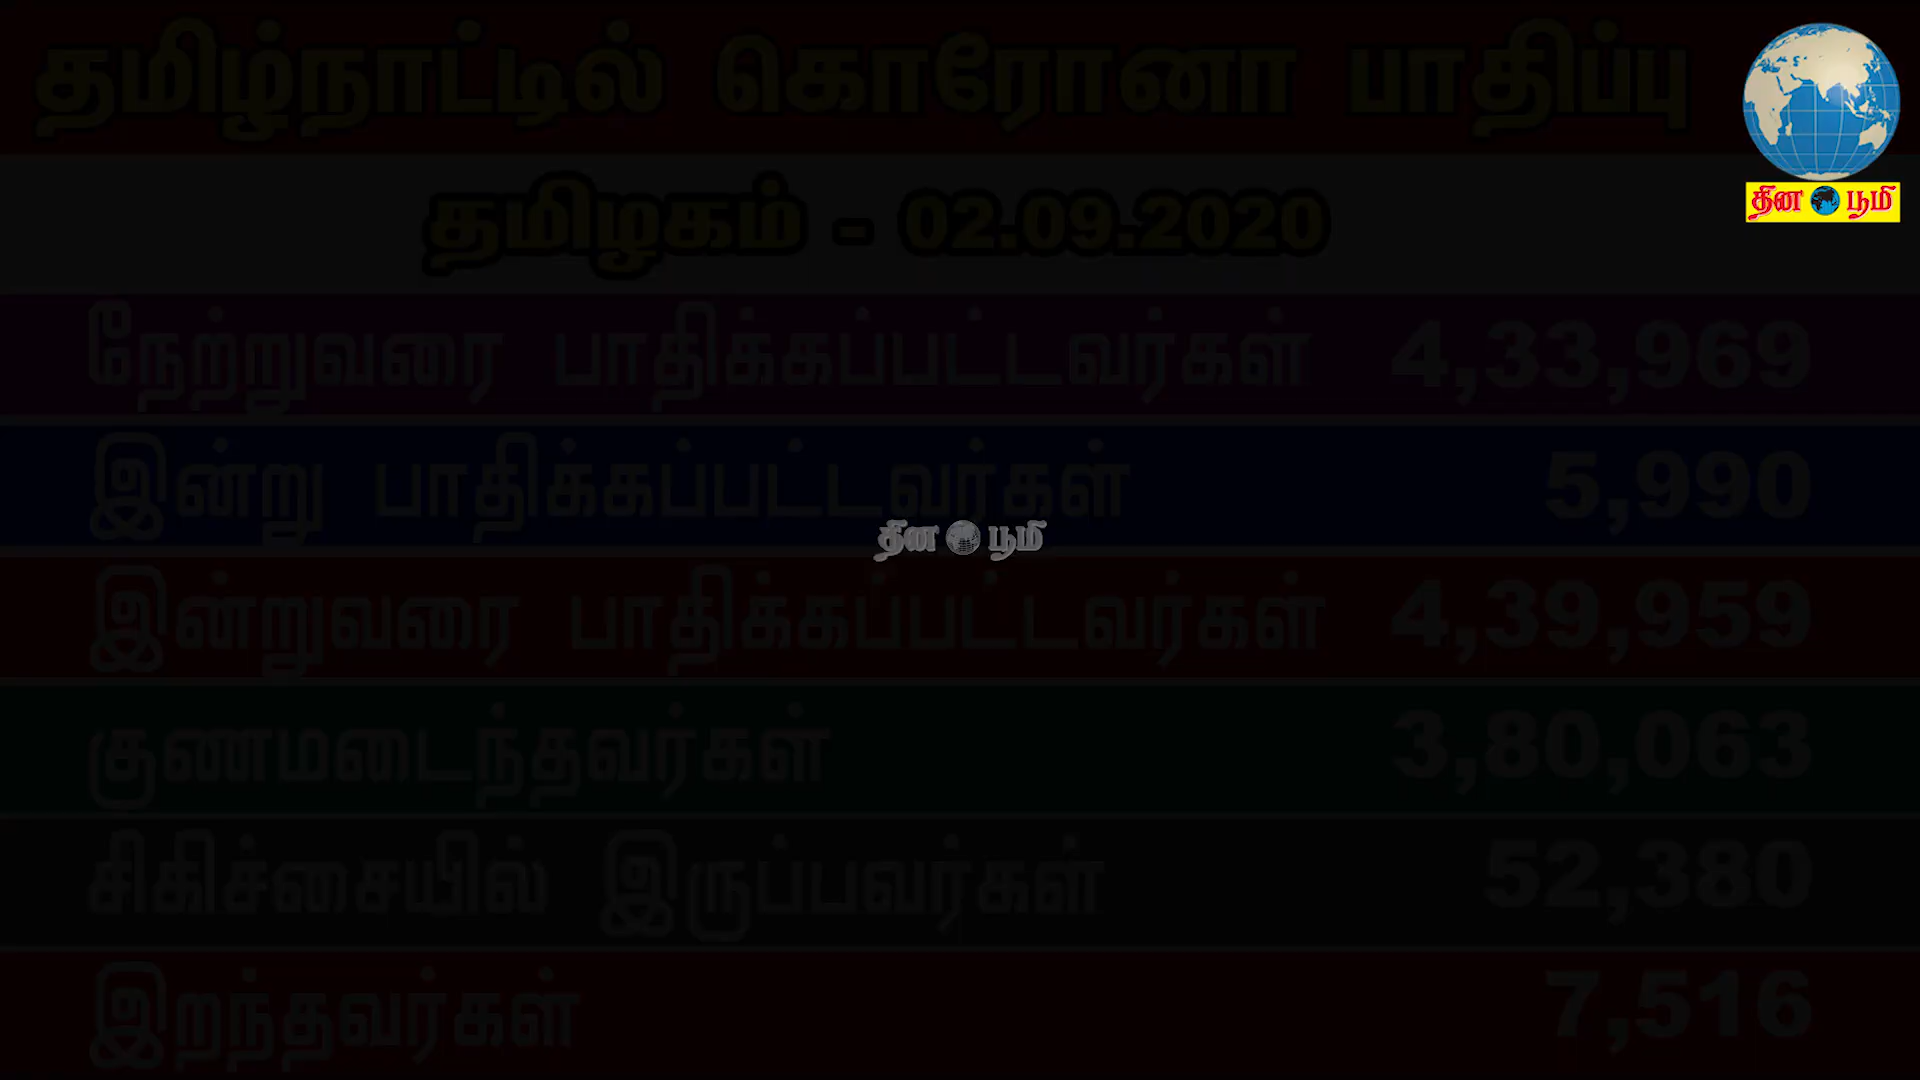 தமிழ்நாட்டில் கொரோனா பாதிப்பு
தின பூமி
தமிழகம் - 02.09.2020
நேற்றுவரை பாதிக்கப்பட்டவர்கள் 4,33,969
இன்று பாதிக்கப்பட்டவர்கள் 5,990
தின பூமி
இன்றுவரை பாதிக்கப்பட்டவர்கள் 4,39,959
குணமடைந்தவர்கள் 3,80,063
சிகிச்சையில் இருப்பவர்கள் 52,380
இறந்தவர்கள் 7,516